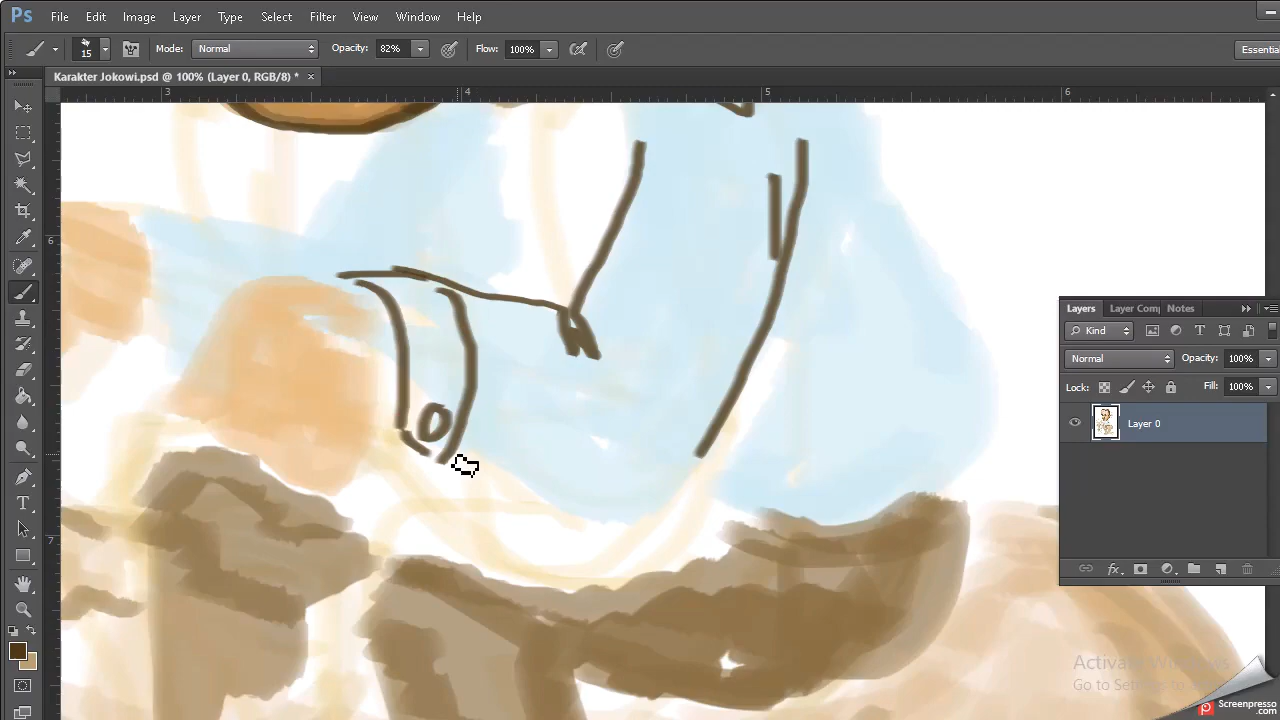 Ps File Edit Image Layer Type Select Filter View Window Help
15 Mode: Normal Opacity: 82% Flow: 100% Essentia
Karakter Jokowi.psd @ 100% (Layer 0, RGB/8) * ×
3 4 5 6
6
7
Layers Layer Comp Notes
Kind
Normal Opacity: 100%
Lock: Fill: 100%
Layer 0
fx
Activate Windows
Go to Settings to
Screenpresso
.com